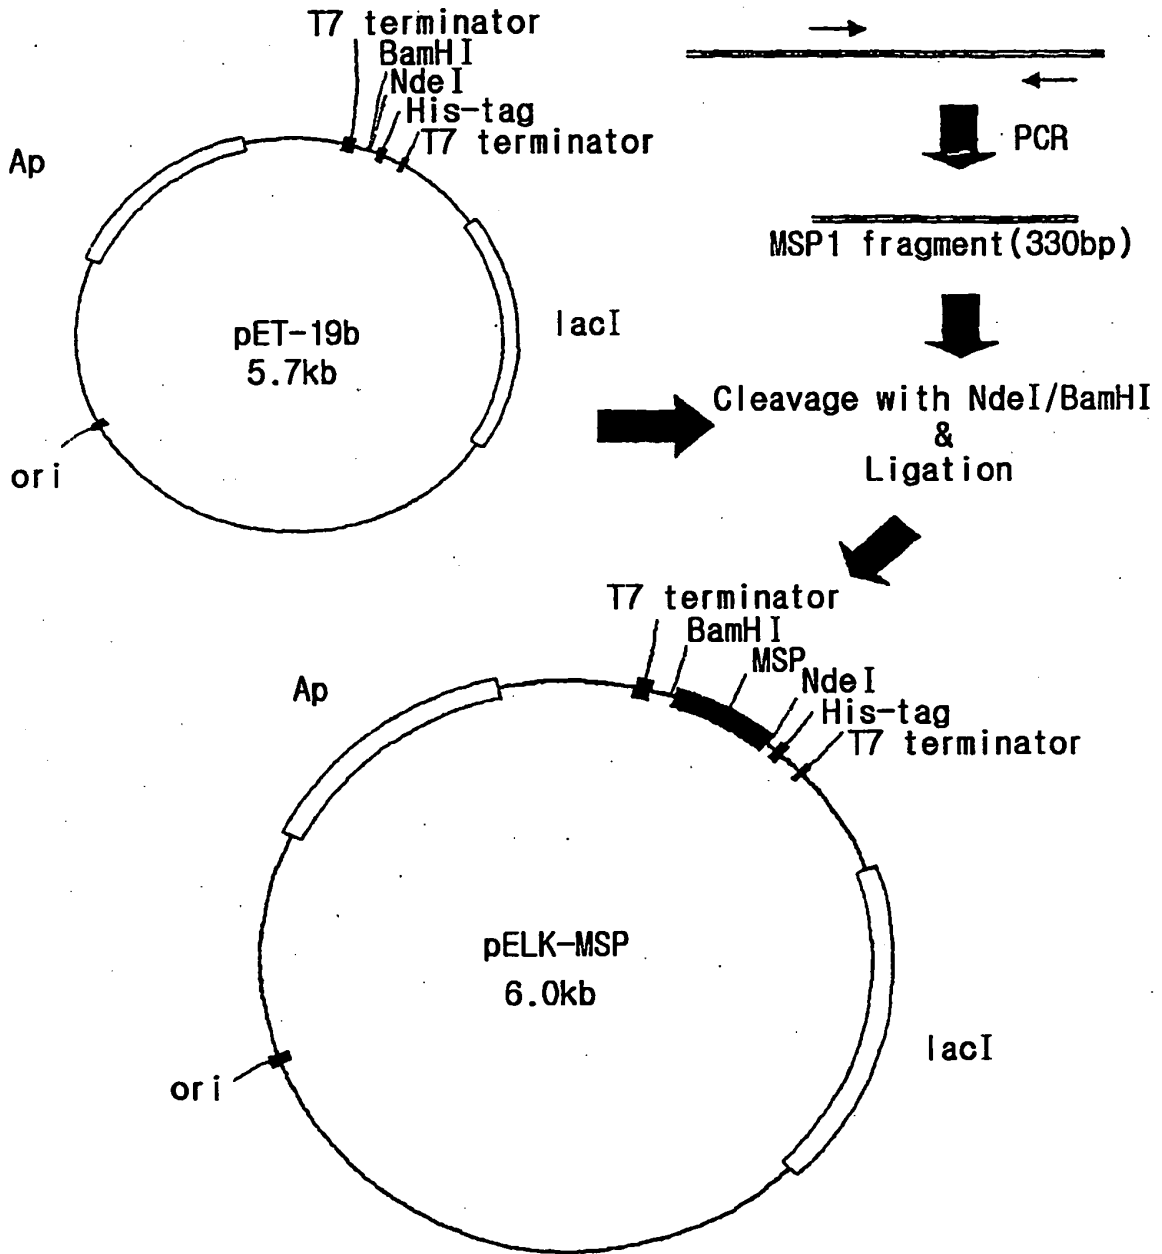 T7 terminator
BamHI
NdeI
His-tag
T7 terminator
Ap
pET-19b
5.7kb
lacI
ori
PCR
MSP1 fragment(330bp)
Cleavage with NdeI/BamHI
&
Ligation
T7 terminator
BamHI
MSP
NdeI
His-tag
T7 terminator
Ap
pELK-MSP
6.0kb
lacI
ori